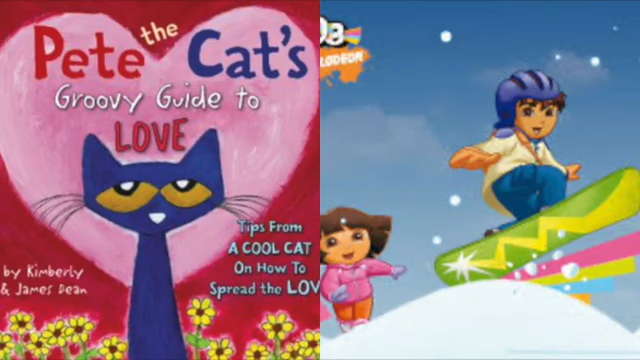 the
Pete Cat's
Groovy Guide to
LOVE
Tips From
A COOL CAT
On How To
Spread the LOV
by Kimberly
& James Dean